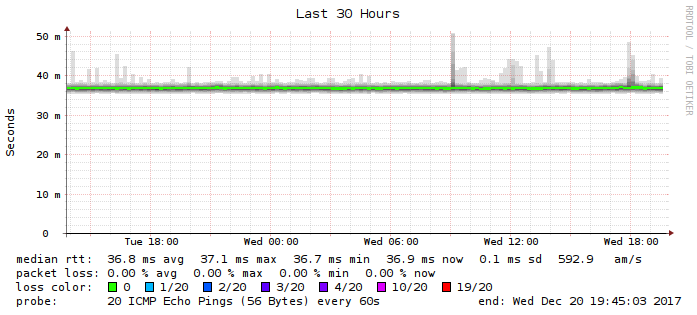 Last 30 Hours
RRDTOOL / TOBI OETIKER
Seconds
50 m
40 m
30 m
20 m
10 m
0
Tue 18:00 Wed 00:00 Wed 06:00 Wed 12:00 Wed 18:00
median rtt: 36.8 ms avg 37.1 ms max 36.7 ms min 36.9 ms now 0.1 ms sd 592.9 am/s
packet loss: 0.00 % avg 0.00 % max 0.00 % min 0.00 % now
loss color: 0 1/20 2/20 3/20 4/20 10/20 19/20
probe: 20 ICMP Echo Pings (56 Bytes) every 60s end: Wed Dec 20 19:45:03 2017